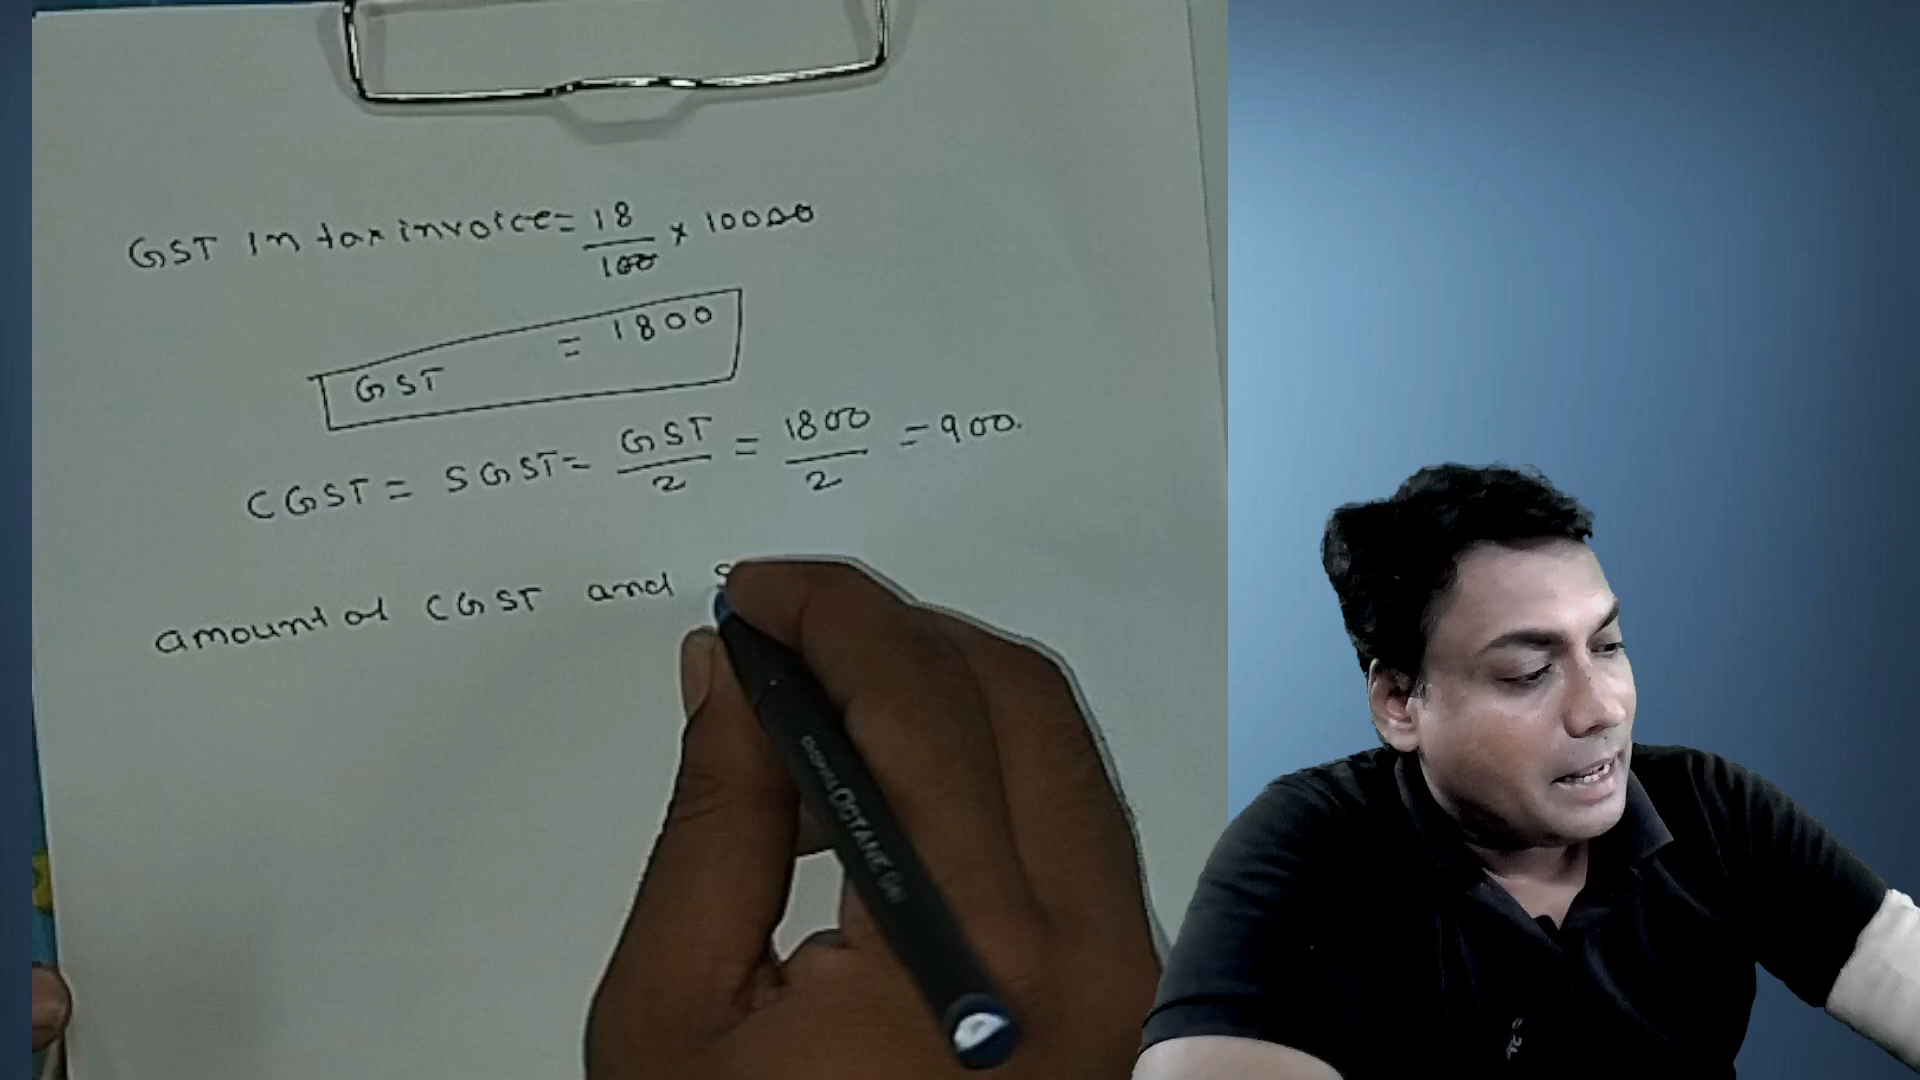 GST in tax invoice = 18/100 x 10000
GST = 1800
CGST = SGST = GST/2 = 1800/2 = 900.
amount of CGST and S
OCTANE